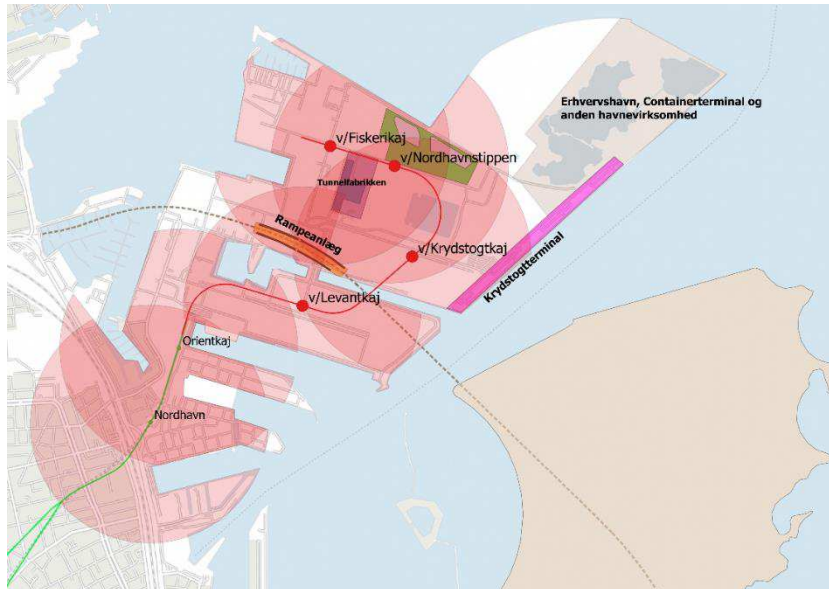 Erhvervshavn, Containerterminal og
anden havnevirksomhed
v/Fiskerikaj
v/Nordhavnstippen
Tunnelfabrikken
Rampeanlæg
v/Krydstogtkaj
Krydstogtterminal
v/Levantkaj
Orientkaj
Nordhavn